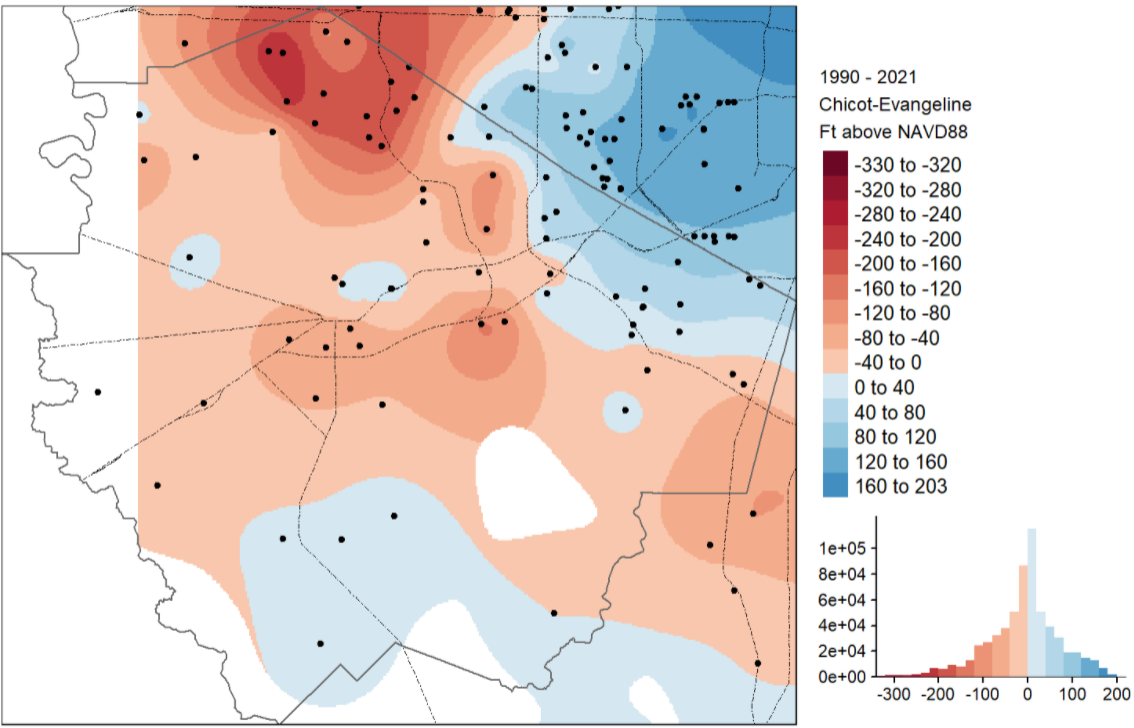 1990 - 2021
Chicot-Evangeline
Ft above NAVD88
-330 to -320
-320 to -280
-280 to -240
-240 to -200
-200 to -160
-160 to -120
-120 to -80
-80 to -40
-40 to 0
0 to 40
40 to 80
80 to 120
120 to 160
160 to 203
1e+05
8e+04
6e+04
4e+04
2e+04
0e+00
-300 -200 -100 0 100 200